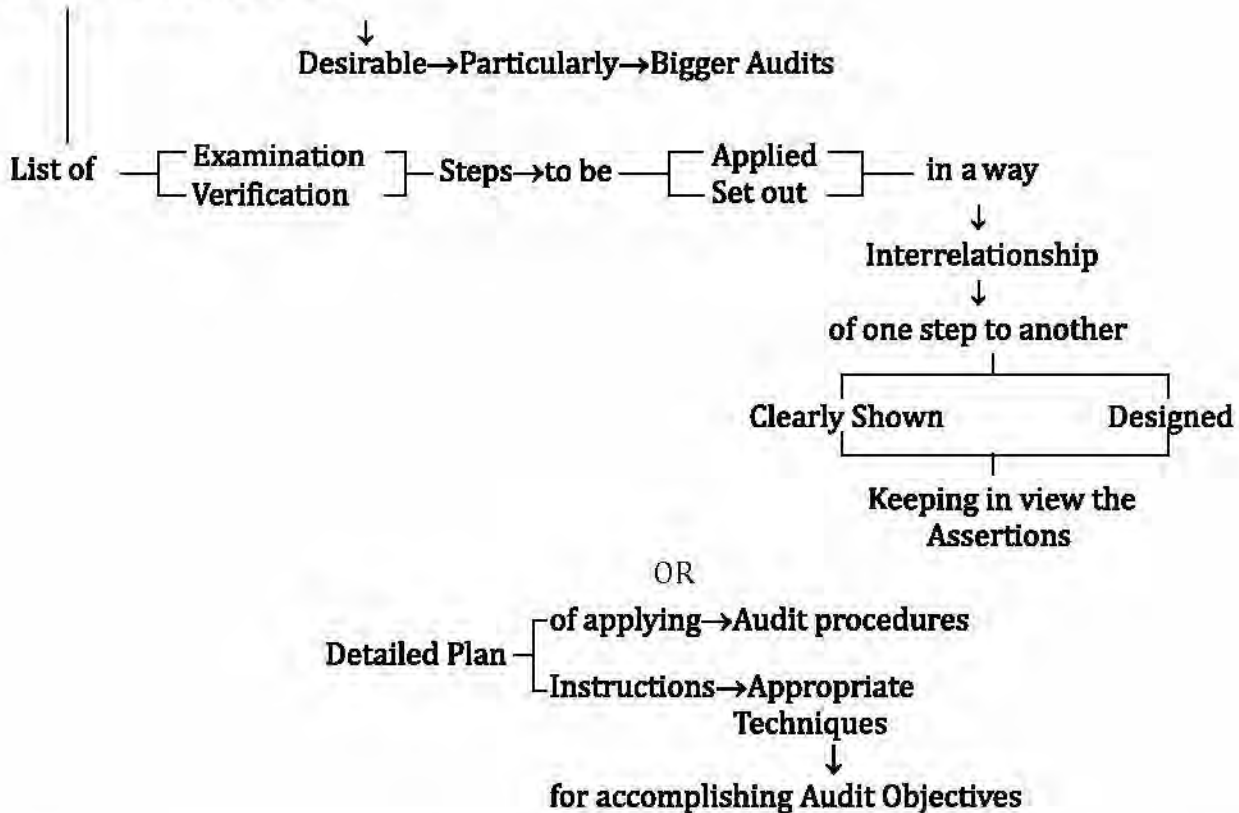 Desirable→Particularly→Bigger Audits
List of Examination Verification Steps→to be Applied Set out in a way
↓
Interrelationship
↓
of one step to another
Clearly Shown Designed
Keeping in view the
Assertions
OR
Detailed Plan
of applying→Audit procedures
Instructions→Appropriate
Techniques
↓
for accomplishing Audit Objectives